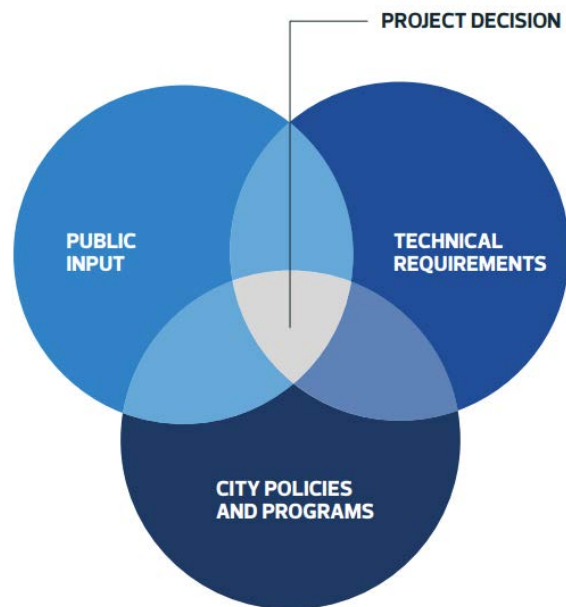 PROJECT DECISION
PUBLIC
INPUT
TECHNICAL
REQUIREMENTS
CITY POLICIES
AND PROGRAMS